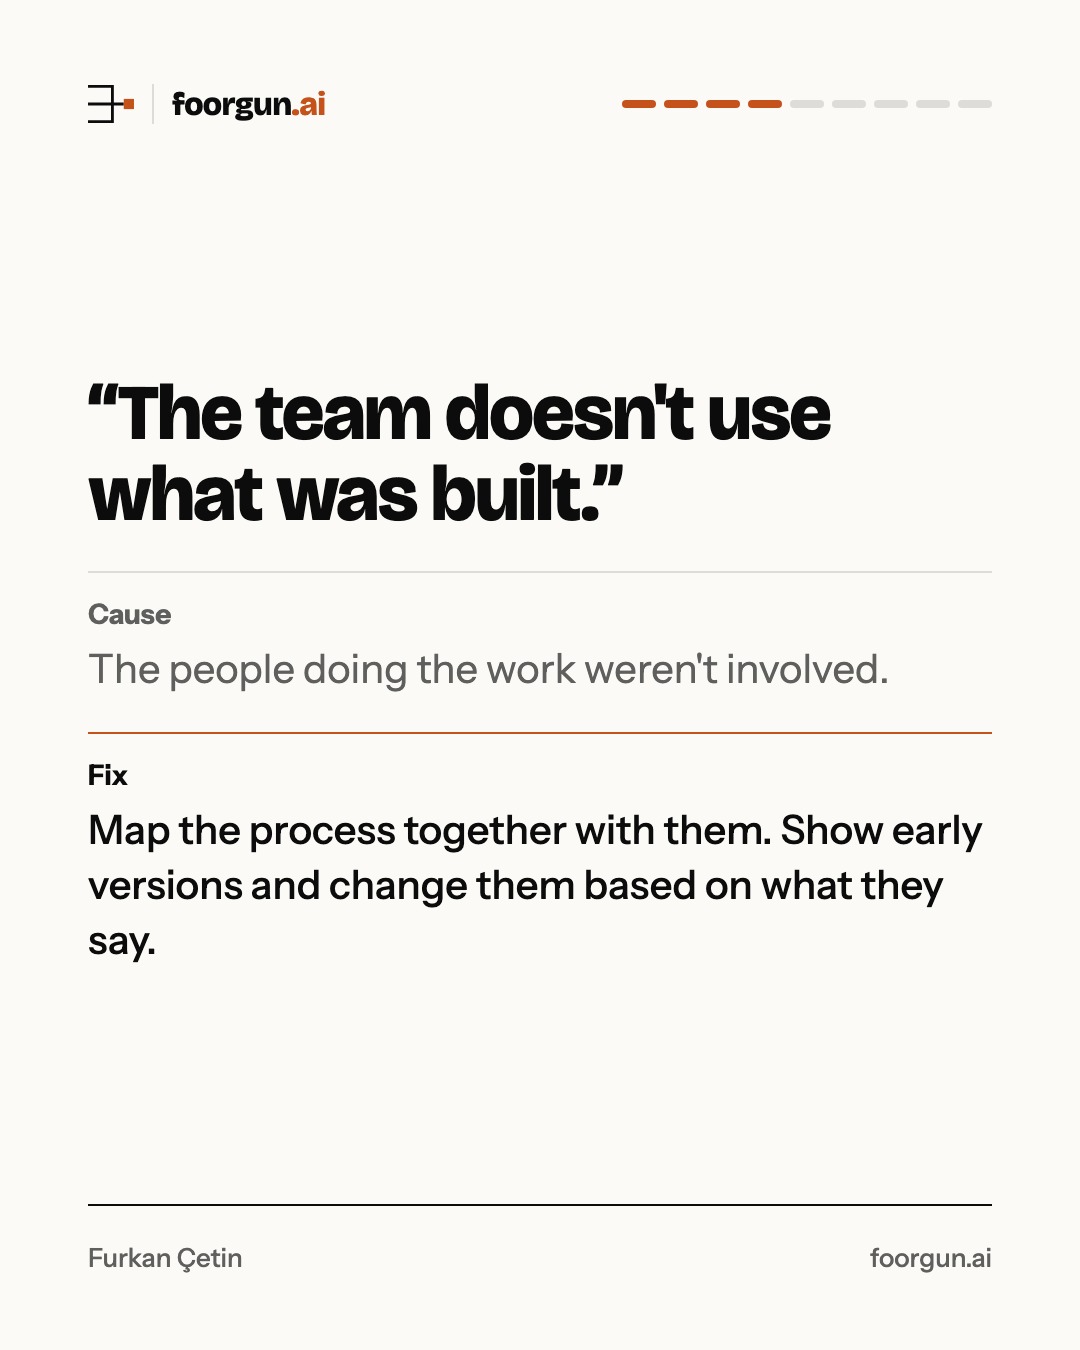 foorgun.ai
“The team doesn't use
what was built.”
Cause
The people doing the work weren't involved.
Fix
Map the process together with them. Show early
versions and change them based on what they
say.
Furkan Çetin
foorgun.ai